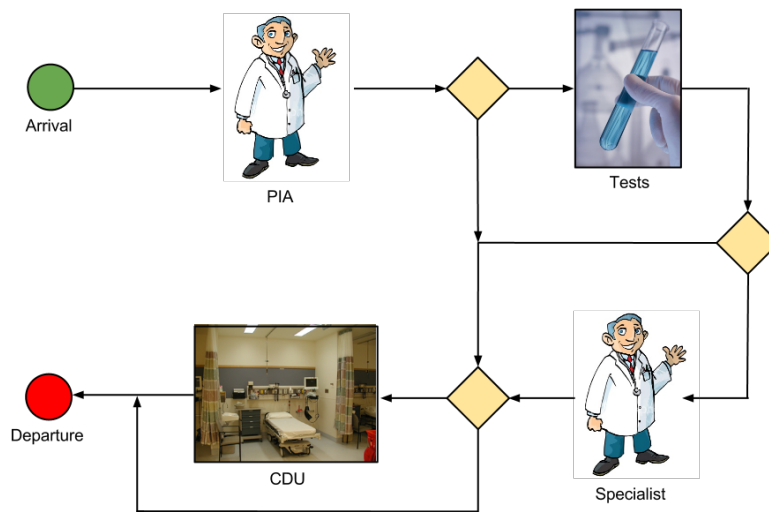 Arrival
PIA
Tests
Departure
CDU
Specialist